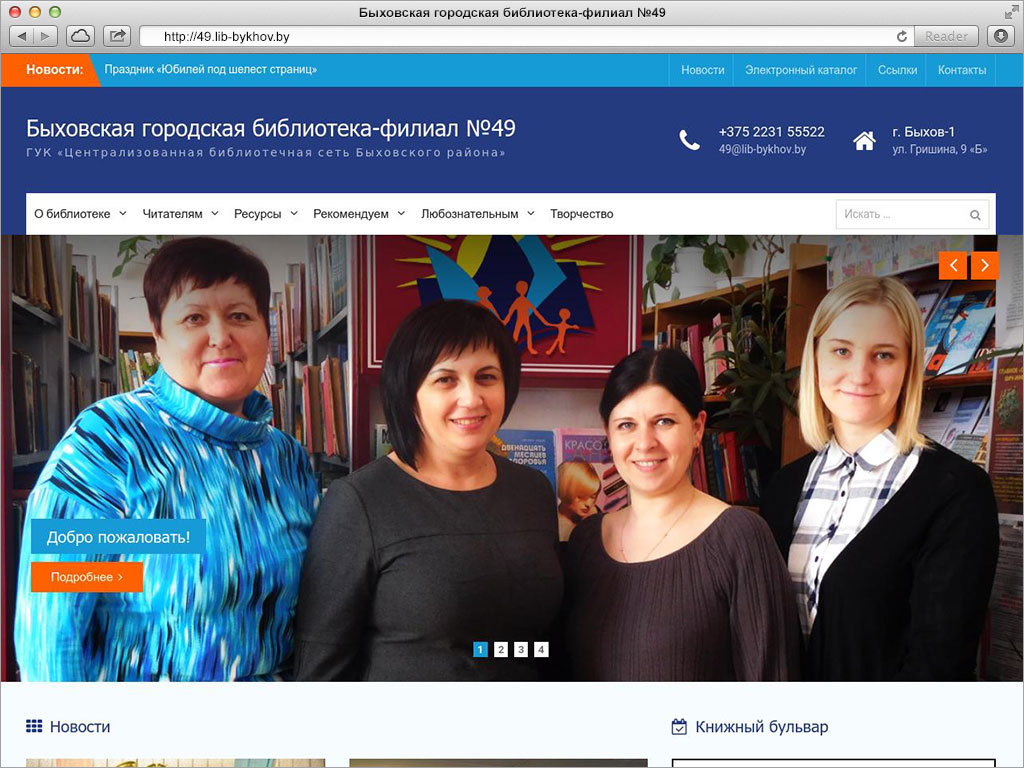 Быховская городская библиотека-филиал №49
http://49.lib-bykhov.by
Reader
Новости:
Праздник «Юбилей под шелест страниц»
Новости
Электронный каталог
Ссылки
Контакты
Быховская городская библиотека-филиал №49
ГУК «Централизованная библиотечная сеть Быховского района»
+375 2231 55522
49@lib-bykhov.by
г. Быхов-1
ул. Гришина, 9 «Б»
О библиотеке
Читателям
Ресурсы
Рекомендуем
Любознательным
Творчество
Искать ...
ДВЕНАДЦАТЬ
МЕСЯЦЕВ
ЗДОРОВЬЯ
КРАСО
Добро пожаловать!
Подробнее
1 2 3 4
Новости
Книжный бульвар